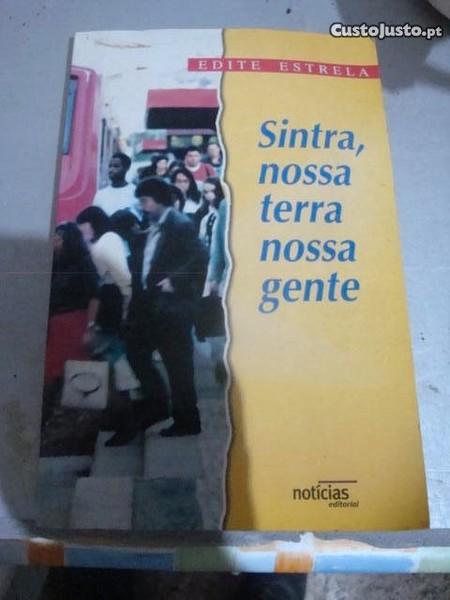 CustoJusto.pt
EDITE ESTRELA
Sintra,
nossa
terra
nossa
gente
notícias
editorial